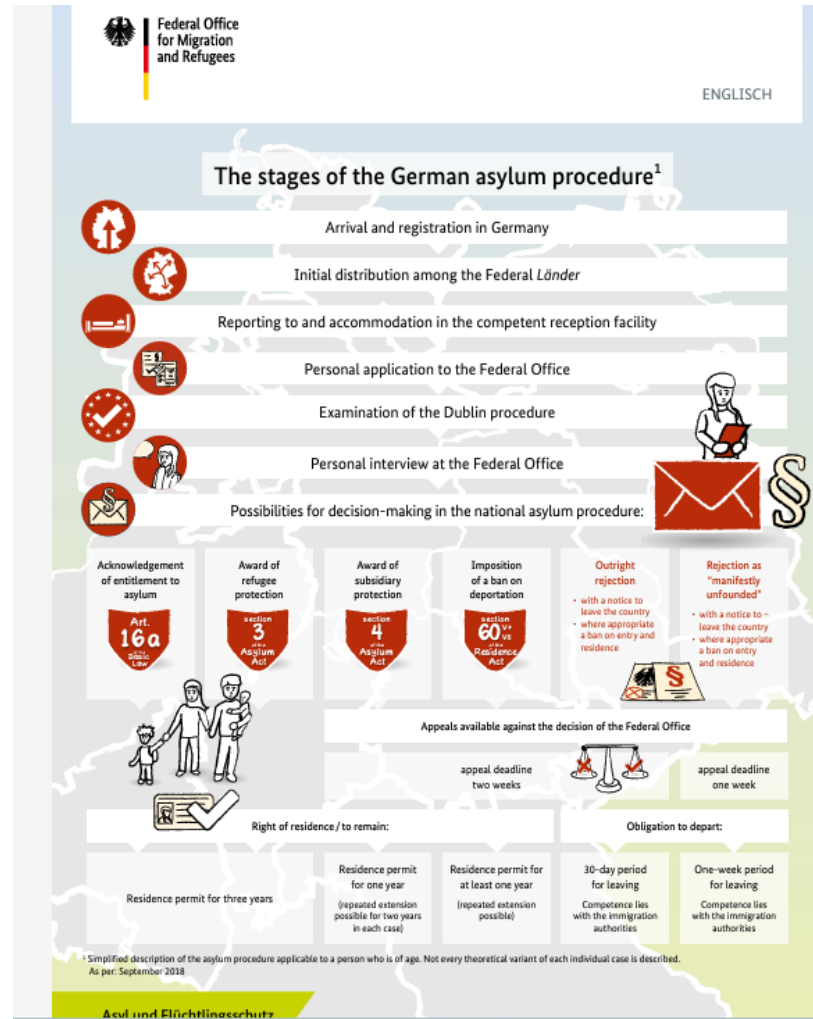 Federal Office
for Migration
and Refugees
ENGLISCH
The stages of the German asylum procedure¹
Arrival and registration in Germany
Initial distribution among the Federal Länder
Reporting to and accommodation in the competent reception facility
Personal application to the Federal Office
Examination of the Dublin procedure
Personal interview at the Federal Office
Possibilities for decision-making in the national asylum procedure:
§
§
Acknowledgement
of entitlement to
asylum
Art.
16a
of the
Basic
Law
Award of
refugee
protection
section
3
of the
Asylum
Act
Award of
subsidiary
protection
section
4
of the
Asylum
Act
Imposition
of a ban on
deportation
section
60 V+
VII
of the
Residence
Act
Outright
rejection
• with a notice to
leave the country
• where appropriate
a ban on entry and
residence
Rejection as
"manifestly
unfounded"
• with a notice to –
leave the country
• where appropriate
a ban on entry
and residence
§
Appeals available against the decision of the Federal Office
appeal deadline
two weeks
appeal deadline
one week
Right of residence / to remain:
Obligation to depart:
Residence permit for three years
Residence permit
for one year
(repeated extension
possible for two years
in each case)
Residence permit for
at least one year
(repeated extension
possible)
30-day period
for leaving
Competence lies
with the immigration
authorities
One-week period
for leaving
Competence lies
with the immigration
authorities
¹ Simplified description of the asylum procedure applicable to a person who is of age. Not every theoretical variant of each individual case is described.
As per: September 2018
Asyl und Flüchtlingsschutz